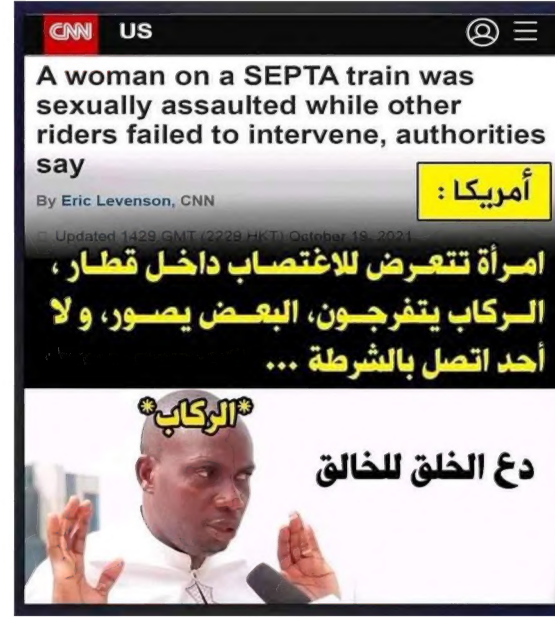 CNN US
A woman on a SEPTA train was
sexually assaulted while other
riders failed to intervene, authorities
say
By Eric Levenson, CNN
Updated 1429 GMT (2229 HKT) October 19, 2021
أمريكا :
امرأة تتعرض للاغتصاب داخل قطار ،
الركاب يتفرجون، البعض يصور، و لا
أحد اتصل بالشرطة ...
*الركاب*
دع الخلق للخالق